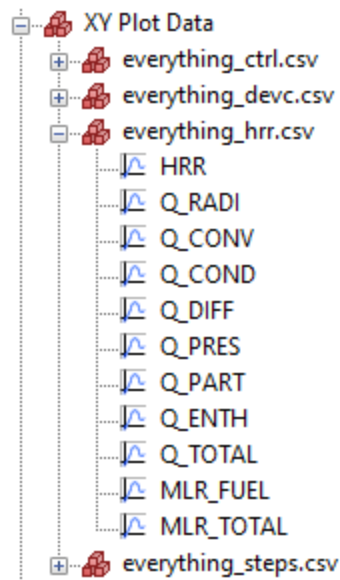 XY Plot Data
everything_ctrl.csv
everything_devc.csv
everything_hrr.csv
HRR
Q_RADI
Q_CONV
Q_COND
Q_DIFF
Q_PRES
Q_PART
Q_ENTH
Q_TOTAL
MLR_FUEL
MLR_TOTAL
everything_steps.csv